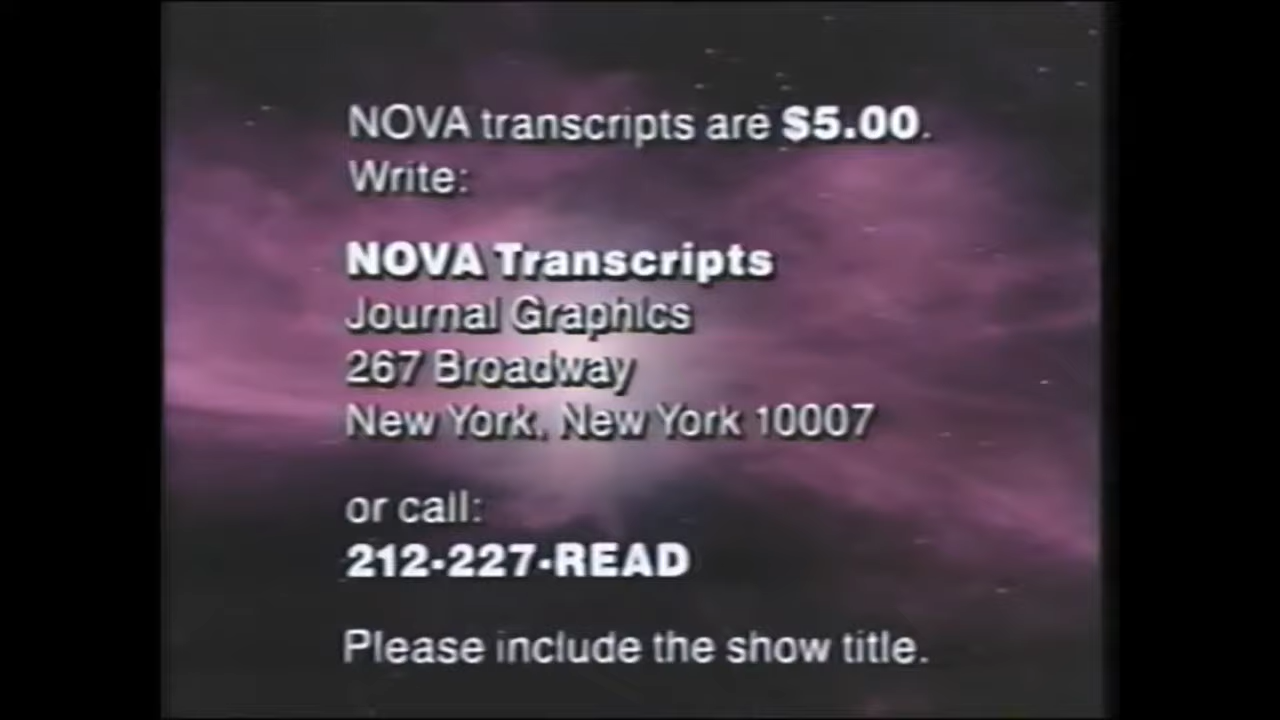 NOVA transcripts are $5.00.
Write:
NOVA Transcripts
Journal Graphics
267 Broadway
New York, New York 10007
or call:
212-227-READ
Please include the show title.